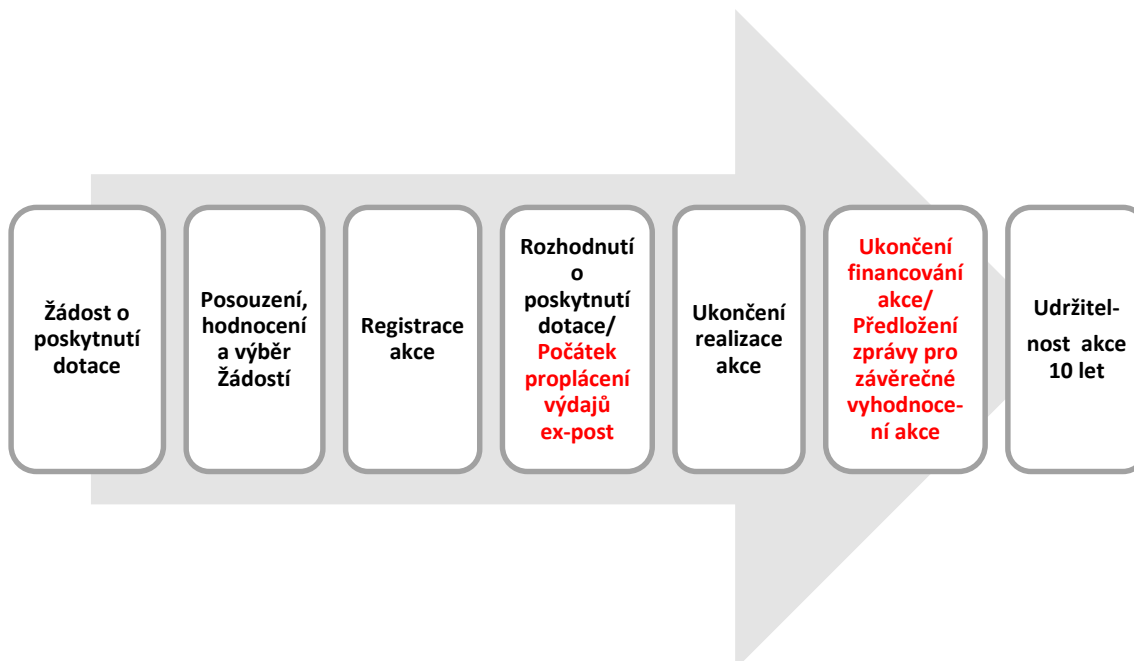 Žádost o
poskytnutí
dotace
Posouzení,
hodnocení
a výběr
Žádostí
Registrace
akce
Rozhodnutí
o
poskytnutí
dotace/
Počátek
proplácení
výdajů
ex-post
Ukončení
realizace
akce
Ukončení
financování
akce/
Předložení
zprávy pro
závěrečné
vyhodnoce-
ní akce
Udržitel-
nost akce
10 let